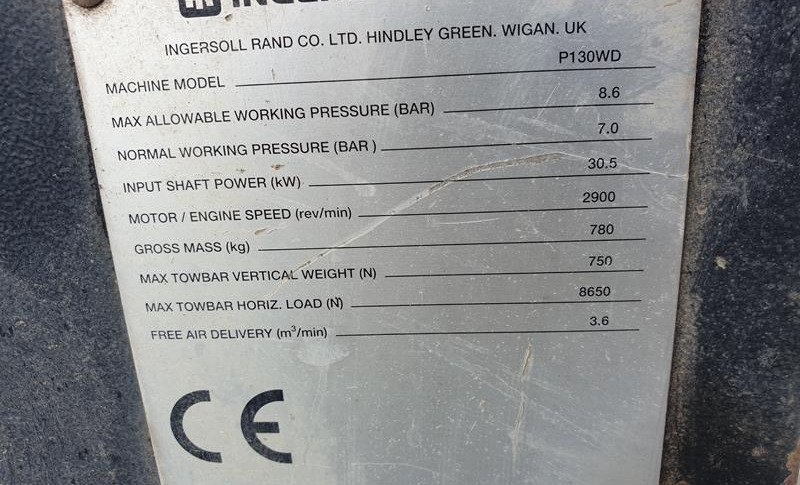 INGERSOLL RAND CO. LTD. HINDLEY GREEN. WIGAN. UK
MACHINE MODEL P130WD
MAX ALLOWABLE WORKING PRESSURE (BAR) 8.6
NORMAL WORKING PRESSURE (BAR ) 7.0
INPUT SHAFT POWER (kW) 30.5
MOTOR / ENGINE SPEED (rev/min) 2900
GROSS MASS (kg) 780
MAX TOWBAR VERTICAL WEIGHT (N) 750
MAX TOWBAR HORIZ. LOAD (N) 8650
FREE AIR DELIVERY (m³/min) 3.6
CE